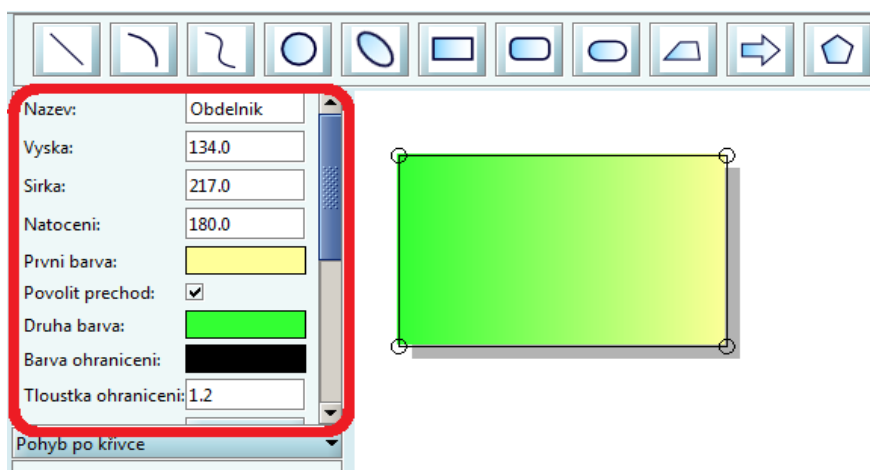 Nazev: Obdelnik
Vyska: 134.0
Sirka: 217.0
Natoceni: 180.0
Prvni barva:
Povolit prechod:
Druha barva:
Barva ohraniceni:
Tloustka ohraniceni: 1.2
Pohyb po křivce